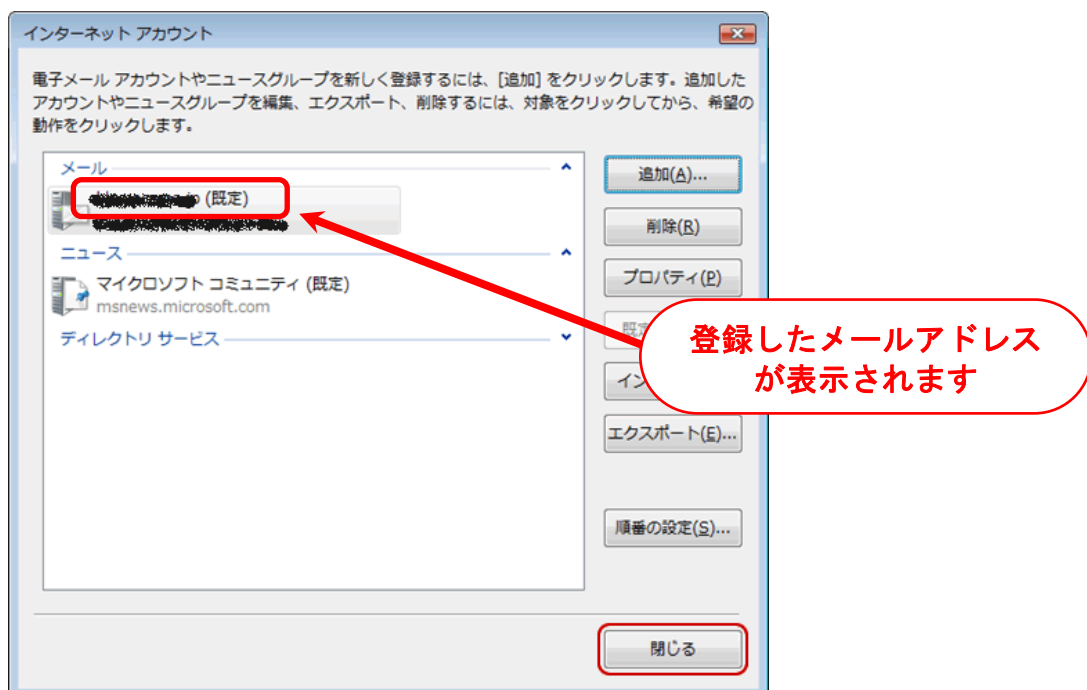 インターネット アカウント
電子メール アカウントやニュースグループを新しく登録するには、[追加] をクリックします。追加した
アカウントやニュースグループを編集、エクスポート、削除するには、対象をクリックしてから、希望の
動作をクリックします。
メール
(既定)
ニュース
マイクロソフト コミュニティ (既定)
msnews.microsoft.com
ディレクトリ サービス
追加(A)...
削除(R)
プロパティ(P)
登録したメールアドレス
が表示されます
エクスポート(E)...
順番の設定(S)...
閉じる